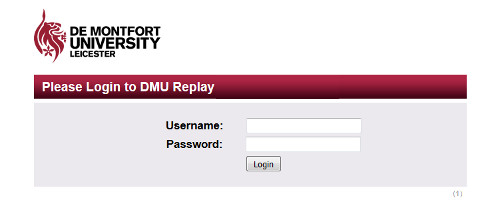 DE MONTFORT
UNIVERSITY
LEICESTER
Please Login to DMU Replay
Username:
Password:
Login
(1)